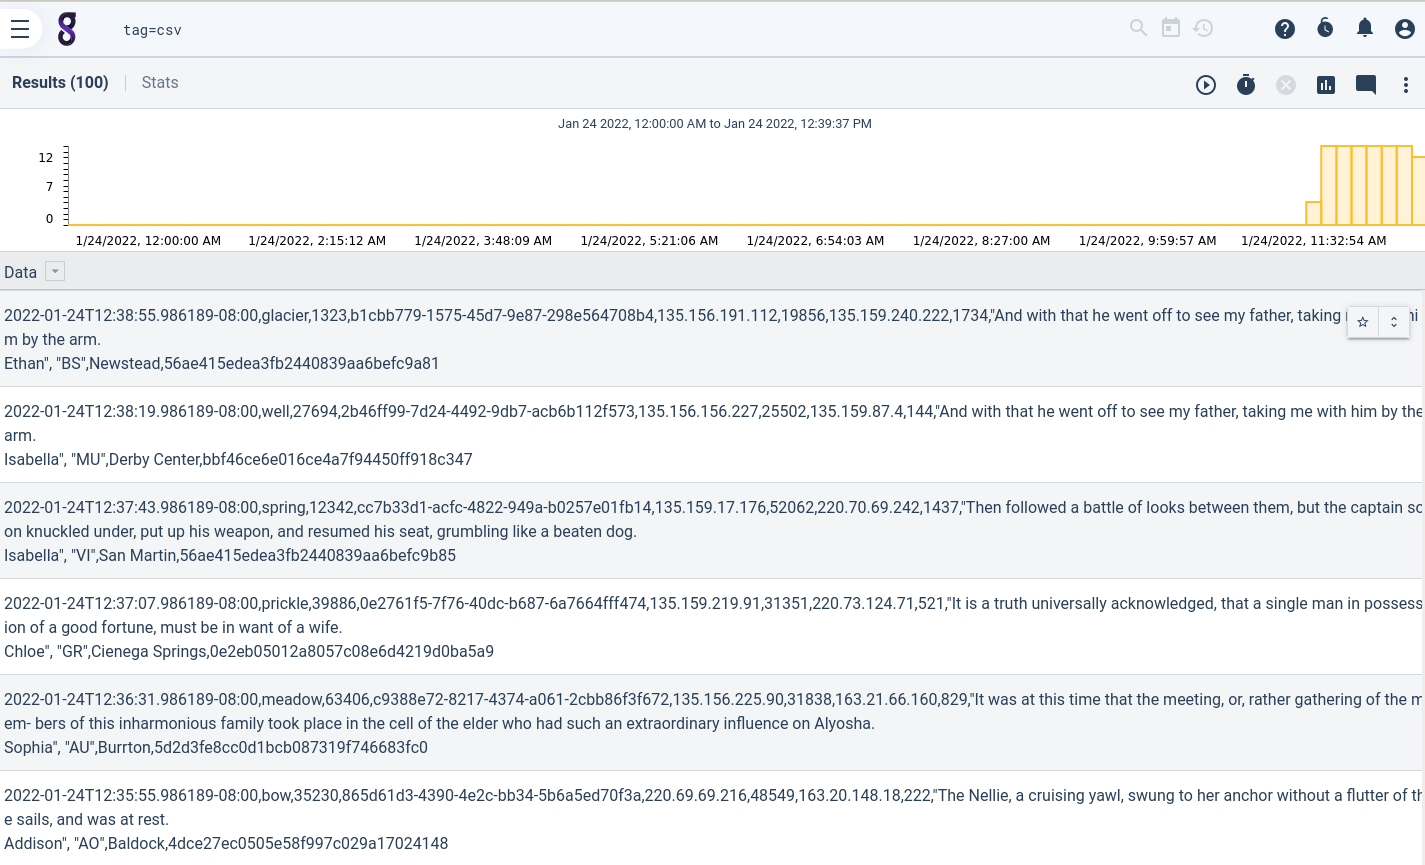 tag=csv
Results (100)
Stats
Jan 24 2022, 12:00:00 AM to Jan 24 2022, 12:39:37 PM
12
7
0
1/24/2022, 12:00:00 AM 1/24/2022, 2:15:12 AM 1/24/2022, 3:48:09 AM 1/24/2022, 5:21:06 AM 1/24/2022, 6:54:03 AM 1/24/2022, 8:27:00 AM 1/24/2022, 9:59:57 AM 1/24/2022, 11:32:54 AM
Data
2022-01-24T12:38:55.986189-08:00,glacier,1323,b1cbb779-1575-45d7-9e87-298e564708b4,135.156.191.112,19856,135.159.240.222,1734,"And with that he went off to see my father, taking hi
m by the arm.
Ethan", "BS",Newstead,56ae415edea3fb2440839aa6befc9a81
2022-01-24T12:38:19.986189-08:00,well,27694,2b46ff99-7d24-4492-9db7-acb6b112f573,135.156.156.227,25502,135.159.87.4,144,"And with that he went off to see my father, taking me with him by the
arm.
Isabella", "MU",Derby Center,bbf46ce6e016ce4a7f94450ff918c347
2022-01-24T12:37:43.986189-08:00,spring,12342,cc7b33d1-acfc-4822-949a-b0257e01fb14,135.159.17.176,52062,220.70.69.242,1437,"Then followed a battle of looks between them, but the captain so
on knuckled under, put up his weapon, and resumed his seat, grumbling like a beaten dog.
Isabella", "VI",San Martin,56ae415edea3fb2440839aa6befc9b85
2022-01-24T12:37:07.986189-08:00,prickle,39886,0e2761f5-7f76-40dc-b687-6a7664fff474,135.159.219.91,31351,220.73.124.71,521,"It is a truth universally acknowledged, that a single man in possess
ion of a good fortune, must be in want of a wife.
Chloe", "GR",Cienega Springs,0e2eb05012a8057c08e6d4219d0ba5a9
2022-01-24T12:36:31.986189-08:00,meadow,63406,c9388e72-8217-4374-a061-2cbb86f3f672,135.156.225.90,31838,163.21.66.160,829,"It was at this time that the meeting, or, rather gathering of the m
em- bers of this inharmonious family took place in the cell of the elder who had such an extraordinary influence on Alyosha.
Sophia", "AU",Burrton,5d2d3fe8cc0d1bcb087319f746683fc0
2022-01-24T12:35:55.986189-08:00,bow,35230,865d61d3-4390-4e2c-bb34-5b6a5ed70f3a,220.69.69.216,48549,163.20.148.18,222,"The Nellie, a cruising yawl, swung to her anchor without a flutter of th
e sails, and was at rest.
Addison", "AO",Baldock,4dce27ec0505e58f997c029a17024148